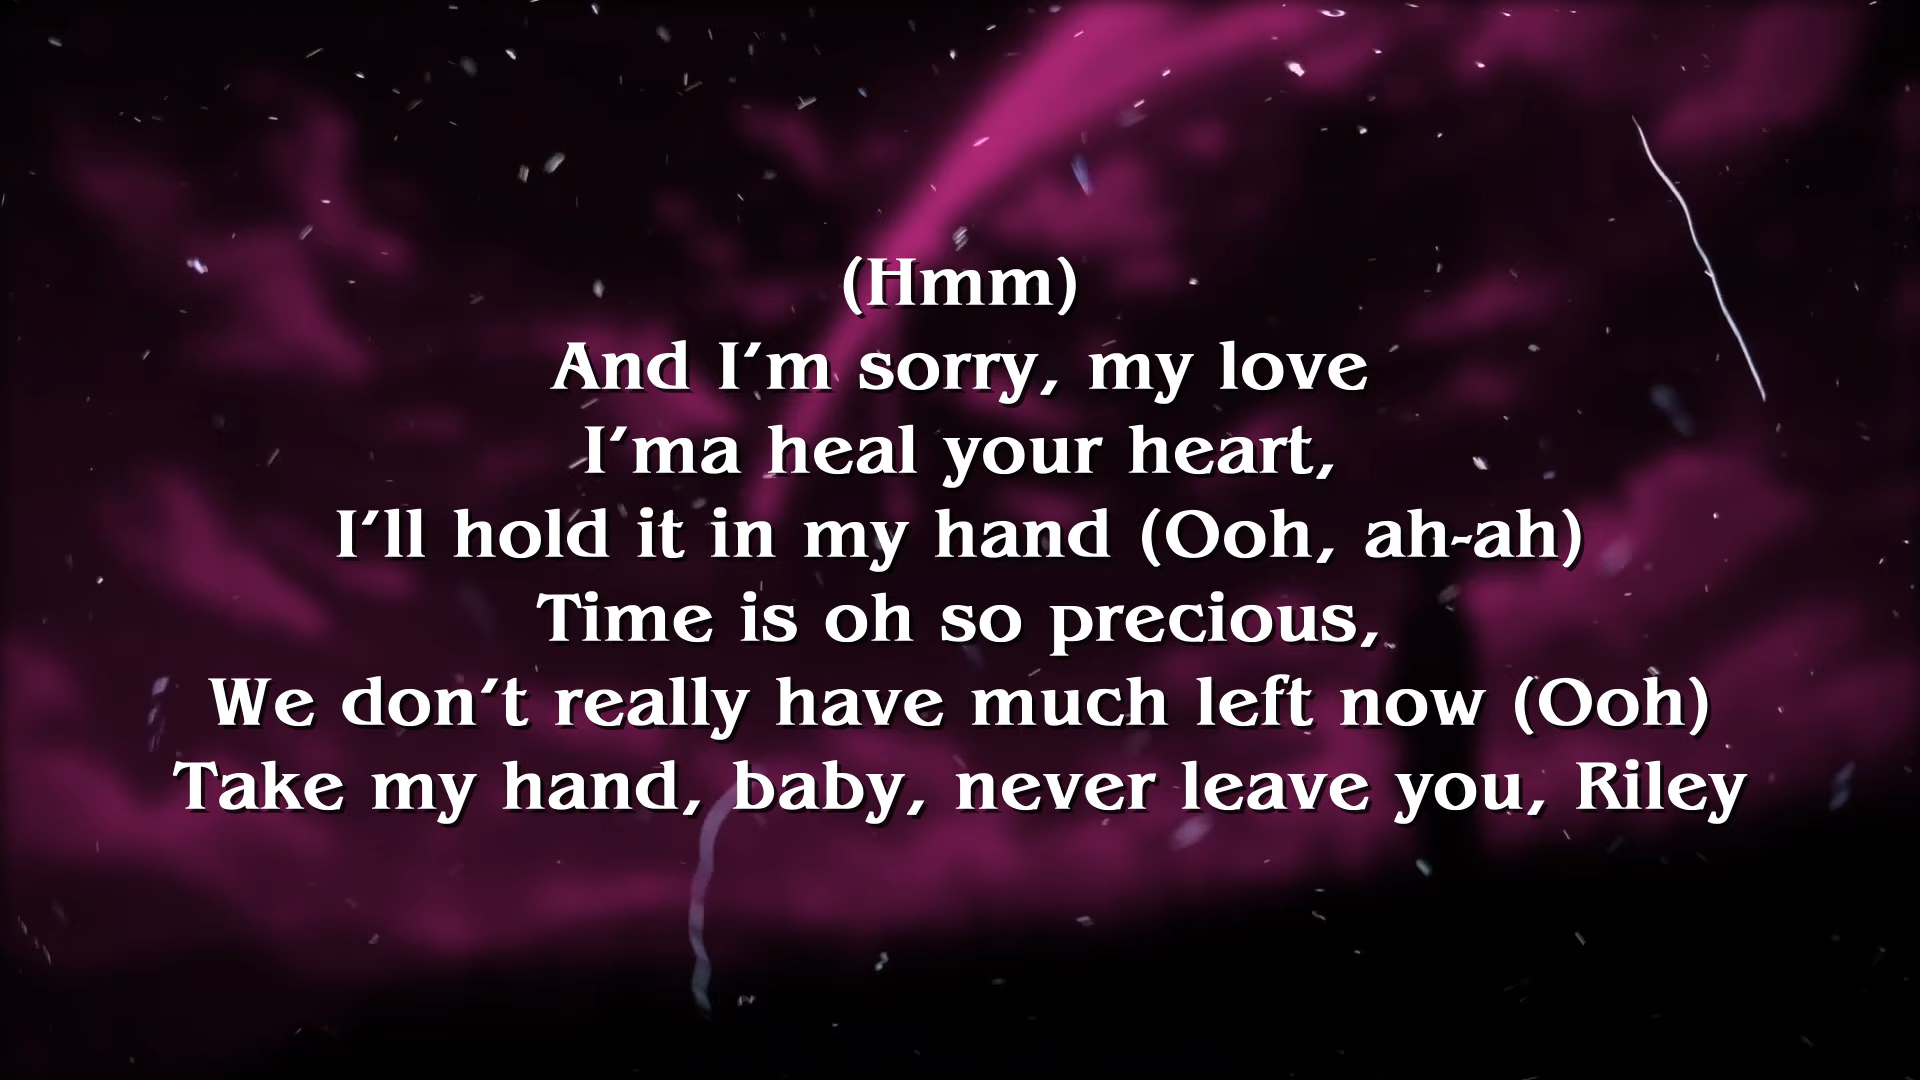 (Hmm)
And I'm sorry, my love
I'ma heal your heart,
I'll hold it in my hand (Ooh, ah-ah)
Time is oh so precious,
We don't really have much left now (Ooh)
Take my hand, baby, never leave you, Riley